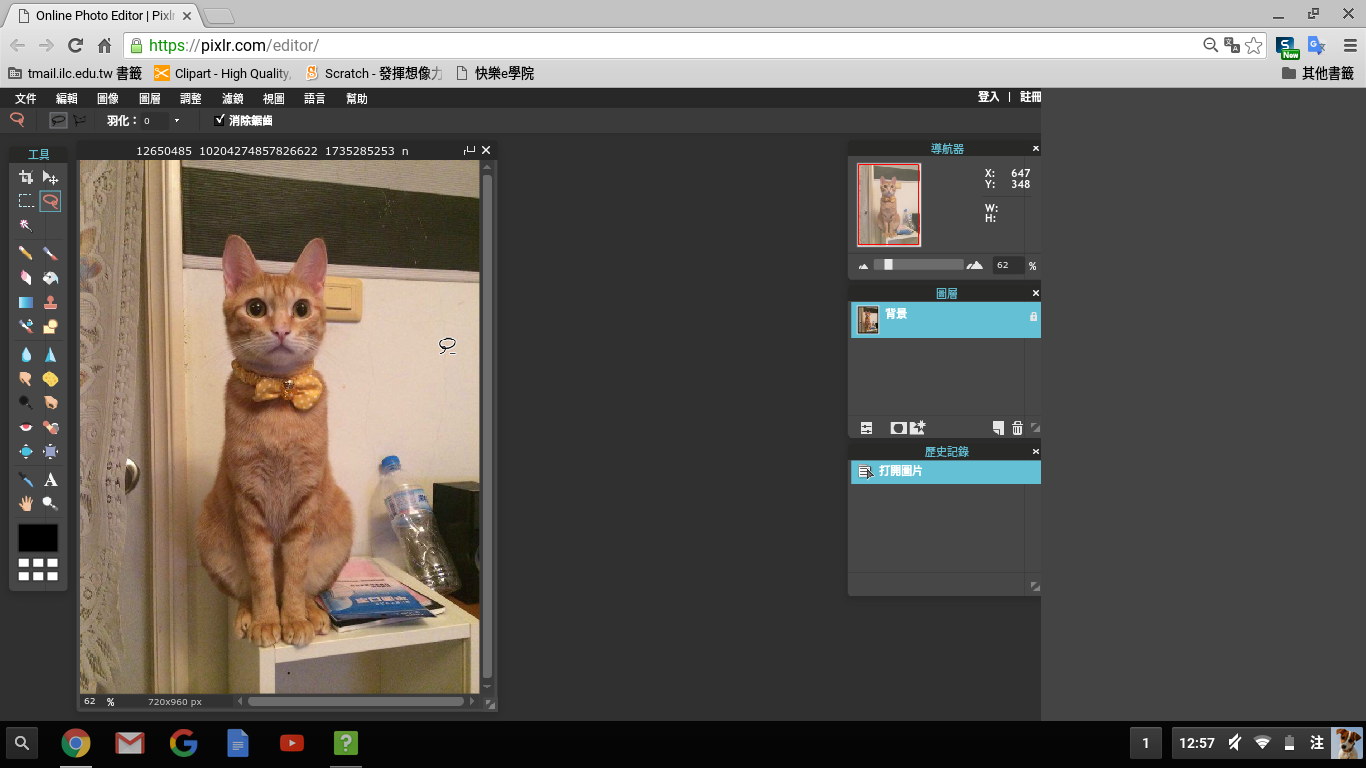 Online Photo Editor | Pixlr
https://pixlr.com/editor/
tmail.ilc.edu.tw 書籤
Clipart - High Quality,
Scratch - 發揮想像力
快樂e學院
其他書籤
New
文件 編輯 圖像 圖層 調整 濾鏡 視圖 語言 幫助
登入 | 註冊
羽化： 0 消除鋸齒
工具
12650485 10204274857826622 1735285253 n
導航器
X: 647
Y: 348
W:
H:
62 %
圖層
背景
歷史記錄
打開圖片
A
62 % 720x960 px
1
12:57
注